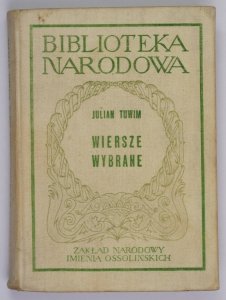 BIBLIOTEKA
NARODOWA
JULIAN TUWIM
WIERSZE
WYBRANE
ZAKŁAD NARODOWY
IMIENIA OSSOLIŃSKICH